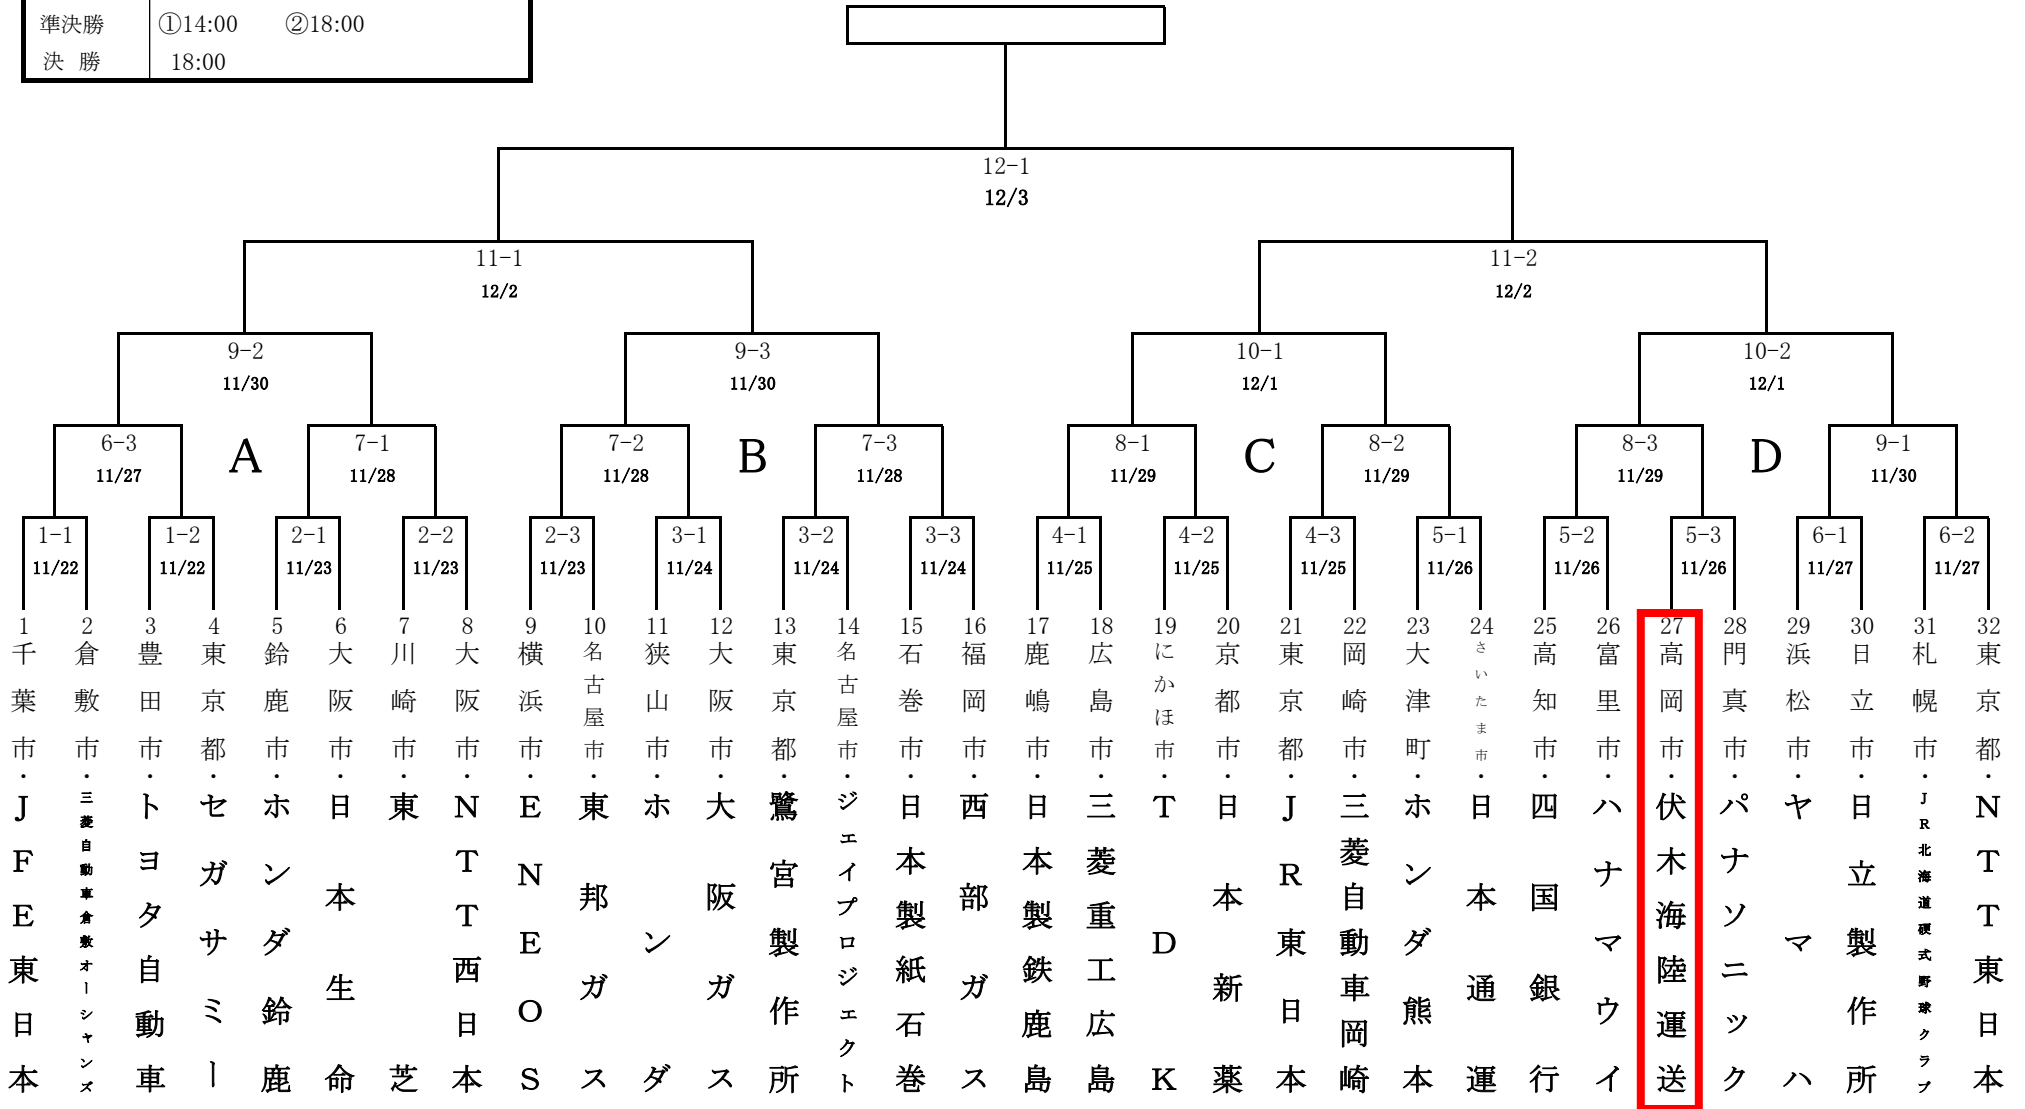 準決勝 ①14:00 ②18:00
決 勝 18:00
12-1
12/3
11-1
12/2
11-2
12/2
9-2
11/30
9-3
11/30
10-1
12/1
10-2
12/1
6-3
11/27
A
7-1
11/28
7-2
11/28
B
7-3
11/28
8-1
11/29
C
8-2
11/29
8-3
11/29
D
9-1
11/30
1-1
11/22
1-2
11/22
2-1
11/23
2-2
11/23
2-3
11/23
3-1
11/24
3-2
11/24
3-3
11/24
4-1
11/25
4-2
11/25
4-3
11/25
5-1
11/26
5-2
11/26
5-3
11/26
6-1
11/27
6-2
11/27
1 千葉市・JFE東日本
2 倉敷市・三菱自動車倉敷オーシャンズ
3 豊田市・トヨタ自動車
4 東京都・セガサミー
5 鈴鹿市・ホンダ鈴鹿
6 大阪市・日本生命
7 川崎市・東芝
8 大阪市・NTT西日本
9 横浜市・ENEOS
10 名古屋市・東邦ガス
11 狭山市・ホンダ
12 大阪市・大阪ガス
13 東京都・鷺宮製作所
14 名古屋市・ジェイプロジェクト
15 石巻市・日本製紙石巻
16 福岡市・西部ガス
17 鹿嶋市・日本製鉄鹿島
18 広島市・三菱重工広島
19 にかほ市・TDK
20 京都市・日本新薬
21 東京都・JR東日本
22 岡崎市・三菱自動車岡崎
23 大津町・ホンダ熊本
24 さいたま市・日本通運
25 高知市・四国銀行
26 富里市・ハナマウイ
27 高岡市・伏木海陸運送
28 門真市・パナソニック
29 浜松市・ヤマハ
30 日立市・日立製作所
31 札幌市・JR北海道硬式野球クラブ
32 東京都・NTT東日本